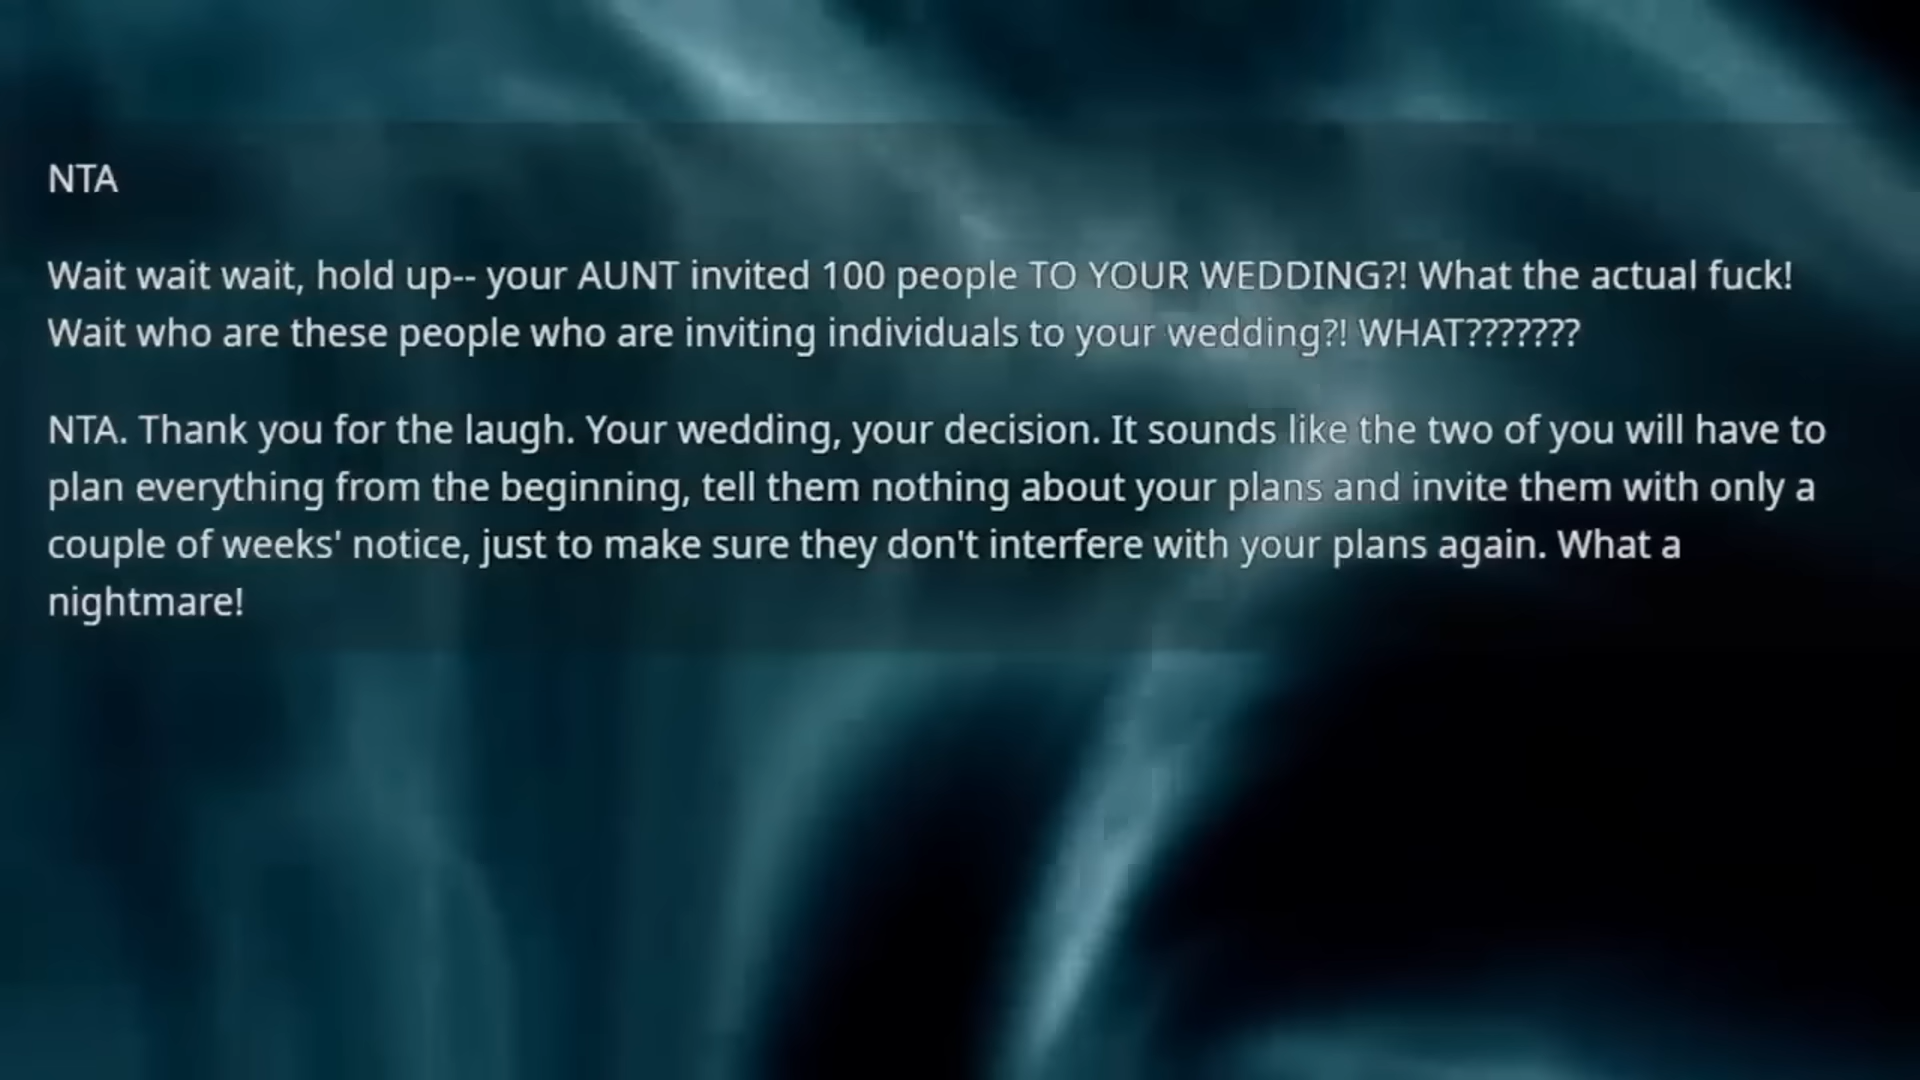 NTA
Wait wait wait, hold up-- your AUNT invited 100 people TO YOUR WEDDING?! What the actual fuck!
Wait who are these people who are inviting individuals to your wedding?! WHAT???????
NTA. Thank you for the laugh. Your wedding, your decision. It sounds like the two of you will have to
plan everything from the beginning, tell them nothing about your plans and invite them with only a
couple of weeks' notice, just to make sure they don't interfere with your plans again. What a
nightmare!